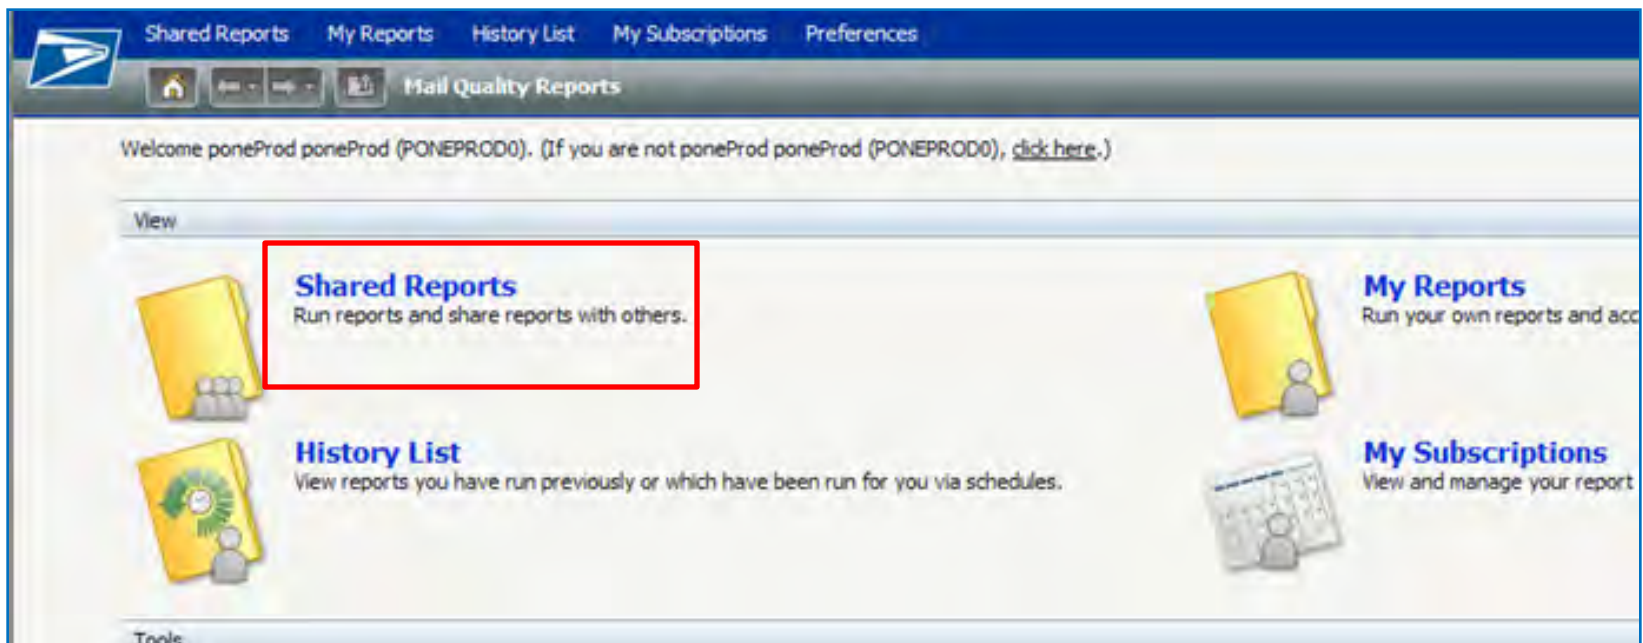 Shared Reports My Reports History List My Subscriptions Preferences
Mail Quality Reports
Welcome poneProd poneProd (PONEPROD0). (If you are not poneProd poneProd (PONEPROD0), click here.)
View
Shared Reports
Run reports and share reports with others.
My Reports
Run your own reports and acc
History List
View reports you have run previously or which have been run for you via schedules.
My Subscriptions
View and manage your report
Tools